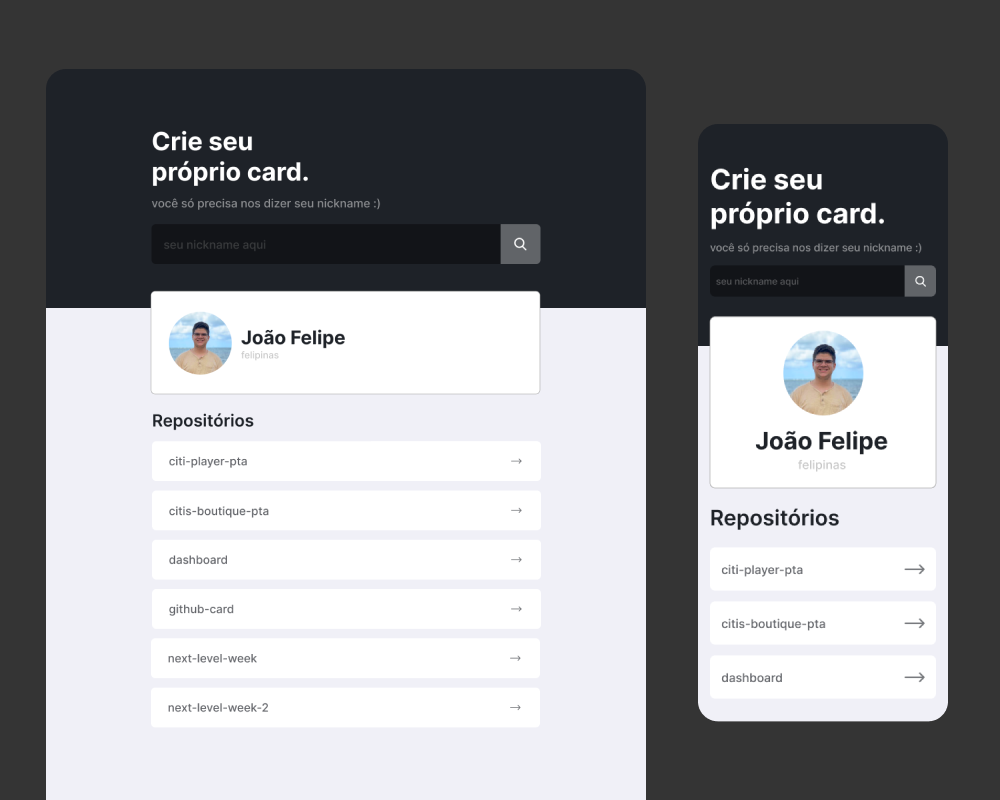 Crie seu
próprio card.
você só precisa nos dizer seu nickname :)
seu nickname aqui
João Felipe
felipinas
Repositórios
citi-player-pta
citis-boutique-pta
dashboard
github-card
next-level-week
next-level-week-2
Crie seu
próprio card.
você só precisa nos dizer seu nickname :)
seu nickname aqui
João Felipe
felipinas
Repositórios
citi-player-pta
citis-boutique-pta
dashboard